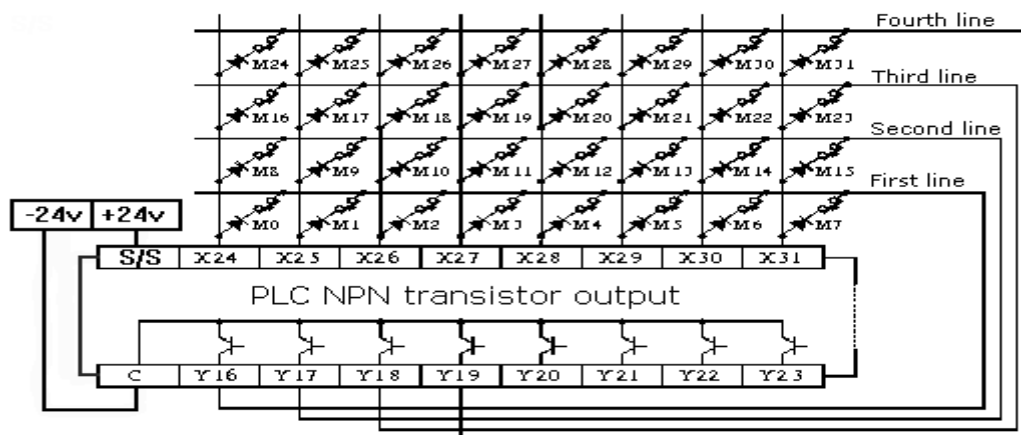 Fourth line
M24 M25 M26 M27 M28 M29 M30 M31
Third line
M16 M17 M18 M19 M20 M21 M22 M23
Second line
M8 M9 M10 M11 M12 M13 M14 M15
First line
-24v +24v
M0 M1 M2 M3 M4 M5 M6 M7
S/S X24 X25 X26 X27 X28 X29 X30 X31
PLC NPN transistor output
C Y16 Y17 Y18 Y19 Y20 Y21 Y22 Y23